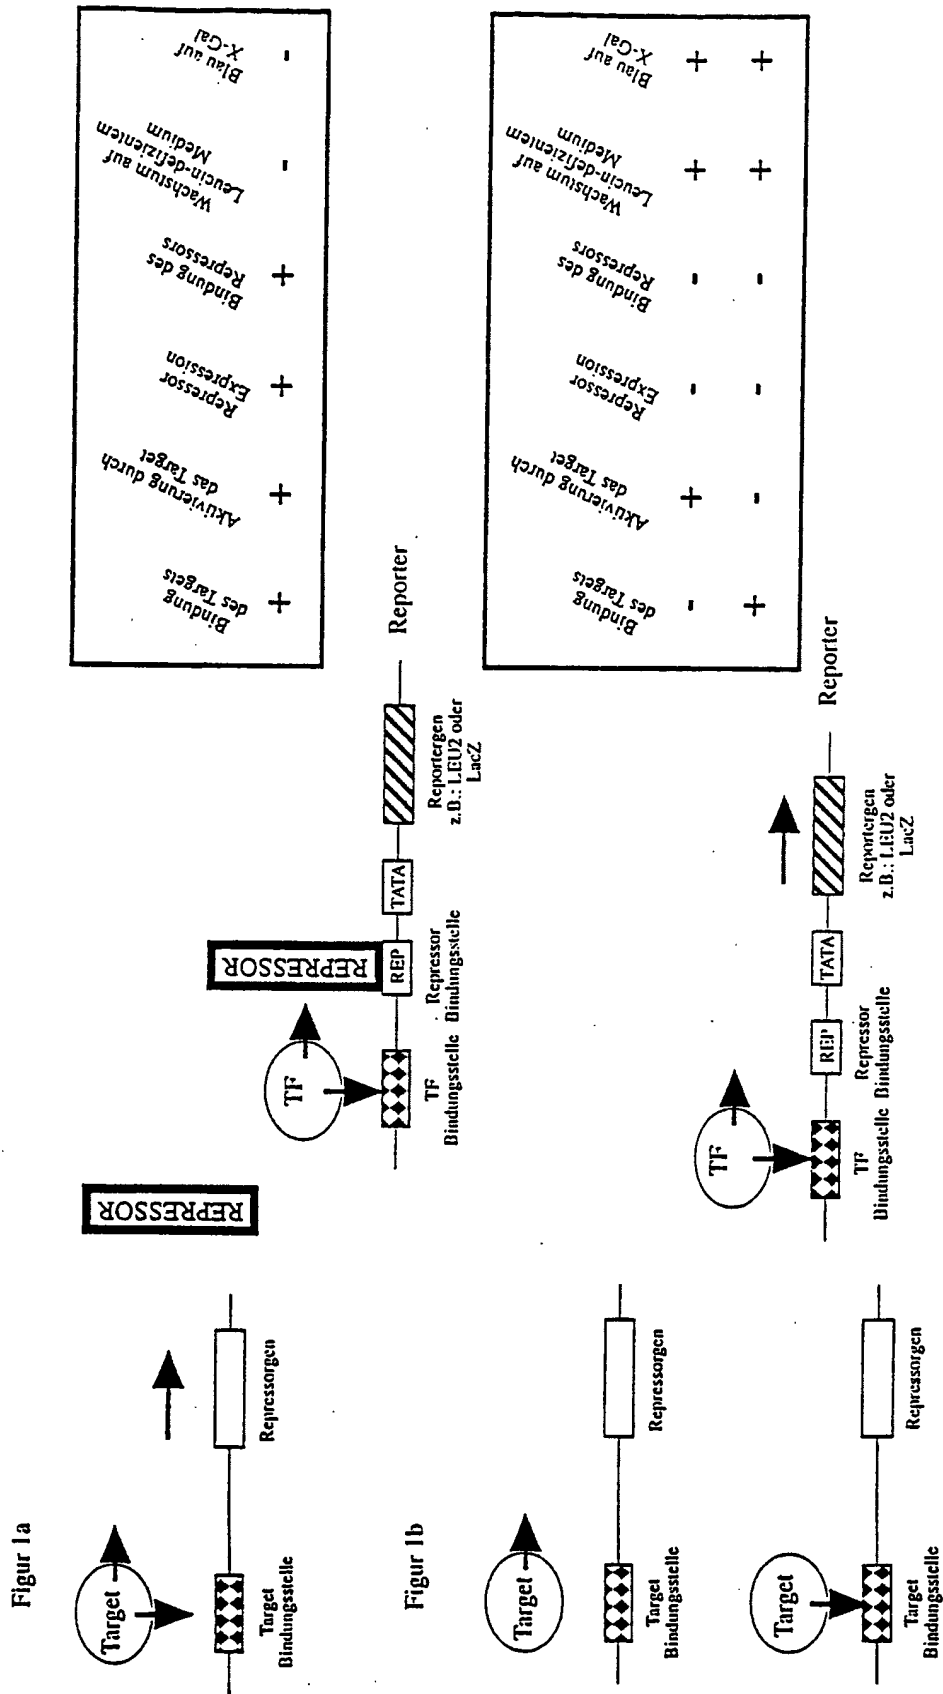 Figur 1a
Target
Target
Bindungsstelle
Repressorgen
REPRESSOR
TF
REPRESSOR
REP
TATA
TF
Bindungsstelle
Repressor
Bindungsstelle
Reportergen
z.B.: LEU2 oder
LacZ
Reporter
Bindung
des Targets
Aktivierung durch
das Target
Repressor
Expression
Bindung des
Repressors
Wachstum auf
Leucin-defizientem
Medium
Blau auf
X-Gal
+ + + + - -
Figur 1b
Target
Target
Bindungsstelle
Repressorgen
Target
Target
Bindungsstelle
Repressorgen
TF
REP
TATA
TF
Bindungsstelle
Repressor
Bindungsstelle
Reportergen
z.B.: LEU2 oder
LacZ
Reporter
Bindung
des Targets
Aktivierung durch
das Target
Repressor
Expression
Bindung des
Repressors
Wachstum auf
Leucin-defizientem
Medium
Blau auf
X-Gal
- + - - + +
+ - - - + +